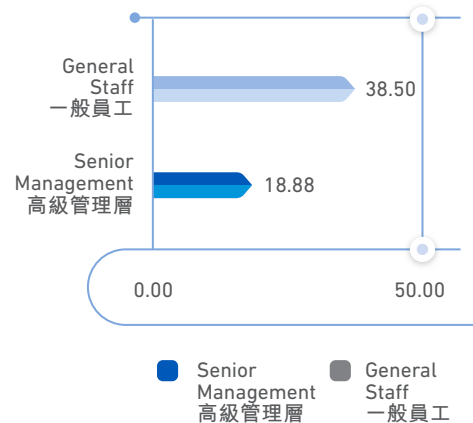 General
Staff
一般員工
38.50
Senior
Management
高級管理層
18.88
0.00 50.00
Senior
Management
高級管理層
General
Staff
一般員工